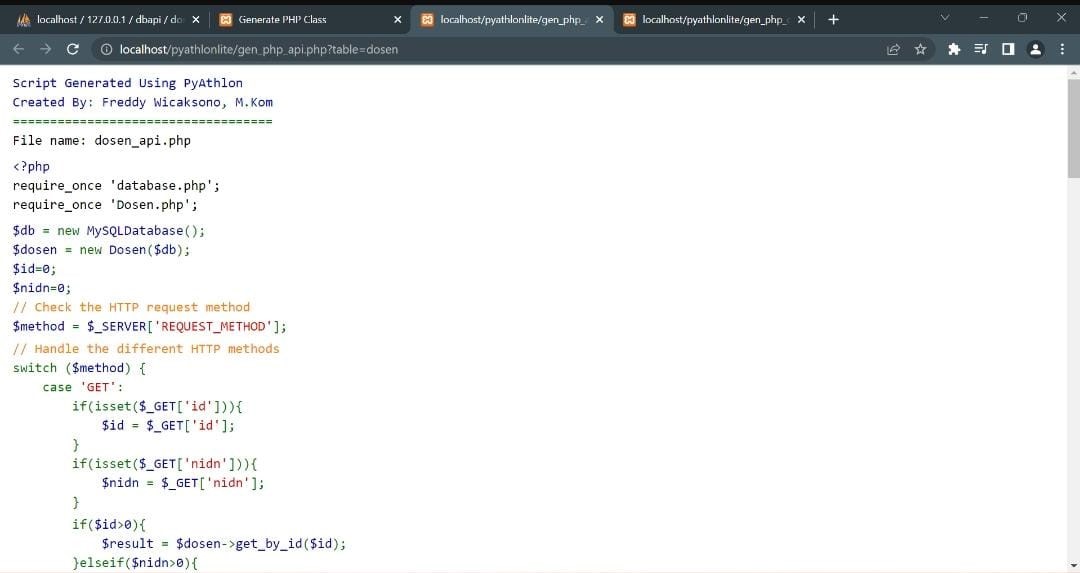 localhost / 127.0.0.1 / dbapi / do
Generate PHP Class
localhost/pyathlonlite/gen_php_
localhost/pyathlonlite/gen_php_
localhost/pyathlonlite/gen_php_api.php?table=dosen
Script Generated Using PyAthlon
Created By: Freddy Wicaksono, M.Kom
===================================
File name: dosen_api.php
<?php
require_once 'database.php';
require_once 'Dosen.php';
$db = new MySQLDatabase();
$dosen = new Dosen($db);
$id=0;
$nidn=0;
// Check the HTTP request method
$method = $_SERVER['REQUEST_METHOD'];
// Handle the different HTTP methods
switch ($method) {
case 'GET':
if(isset($_GET['id'])){
$id = $_GET['id'];
}
if(isset($_GET['nidn'])){
$nidn = $_GET['nidn'];
}
if($id>0){
$result = $dosen->get_by_id($id);
}elseif($nidn>0){